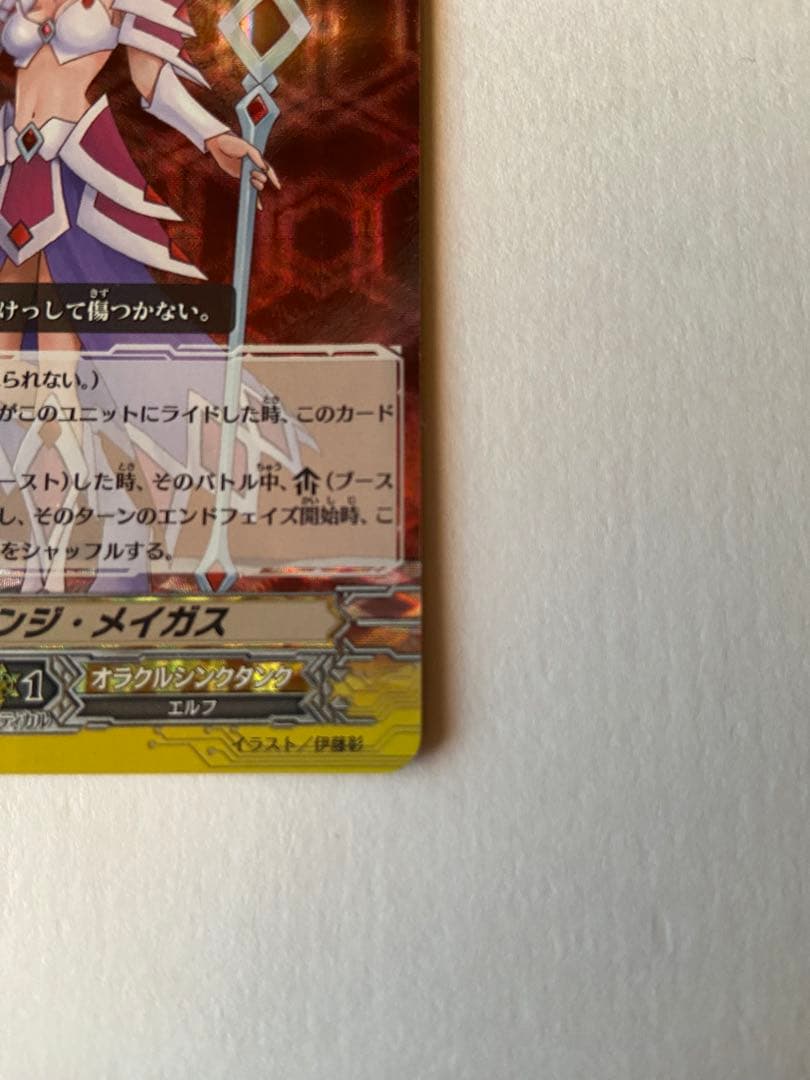 けっして傷つかない。
られない。)
がこのユニットにライドした時、このカード
ースト)した時、そのバトル中、(ブース
し、そのターンのエンドフェイズ開始時、こ
をシャッフルする。
ンジ・メイガス
1
オラクルシンクタンク
ティカル
エルフ
イラスト/伊藤彰